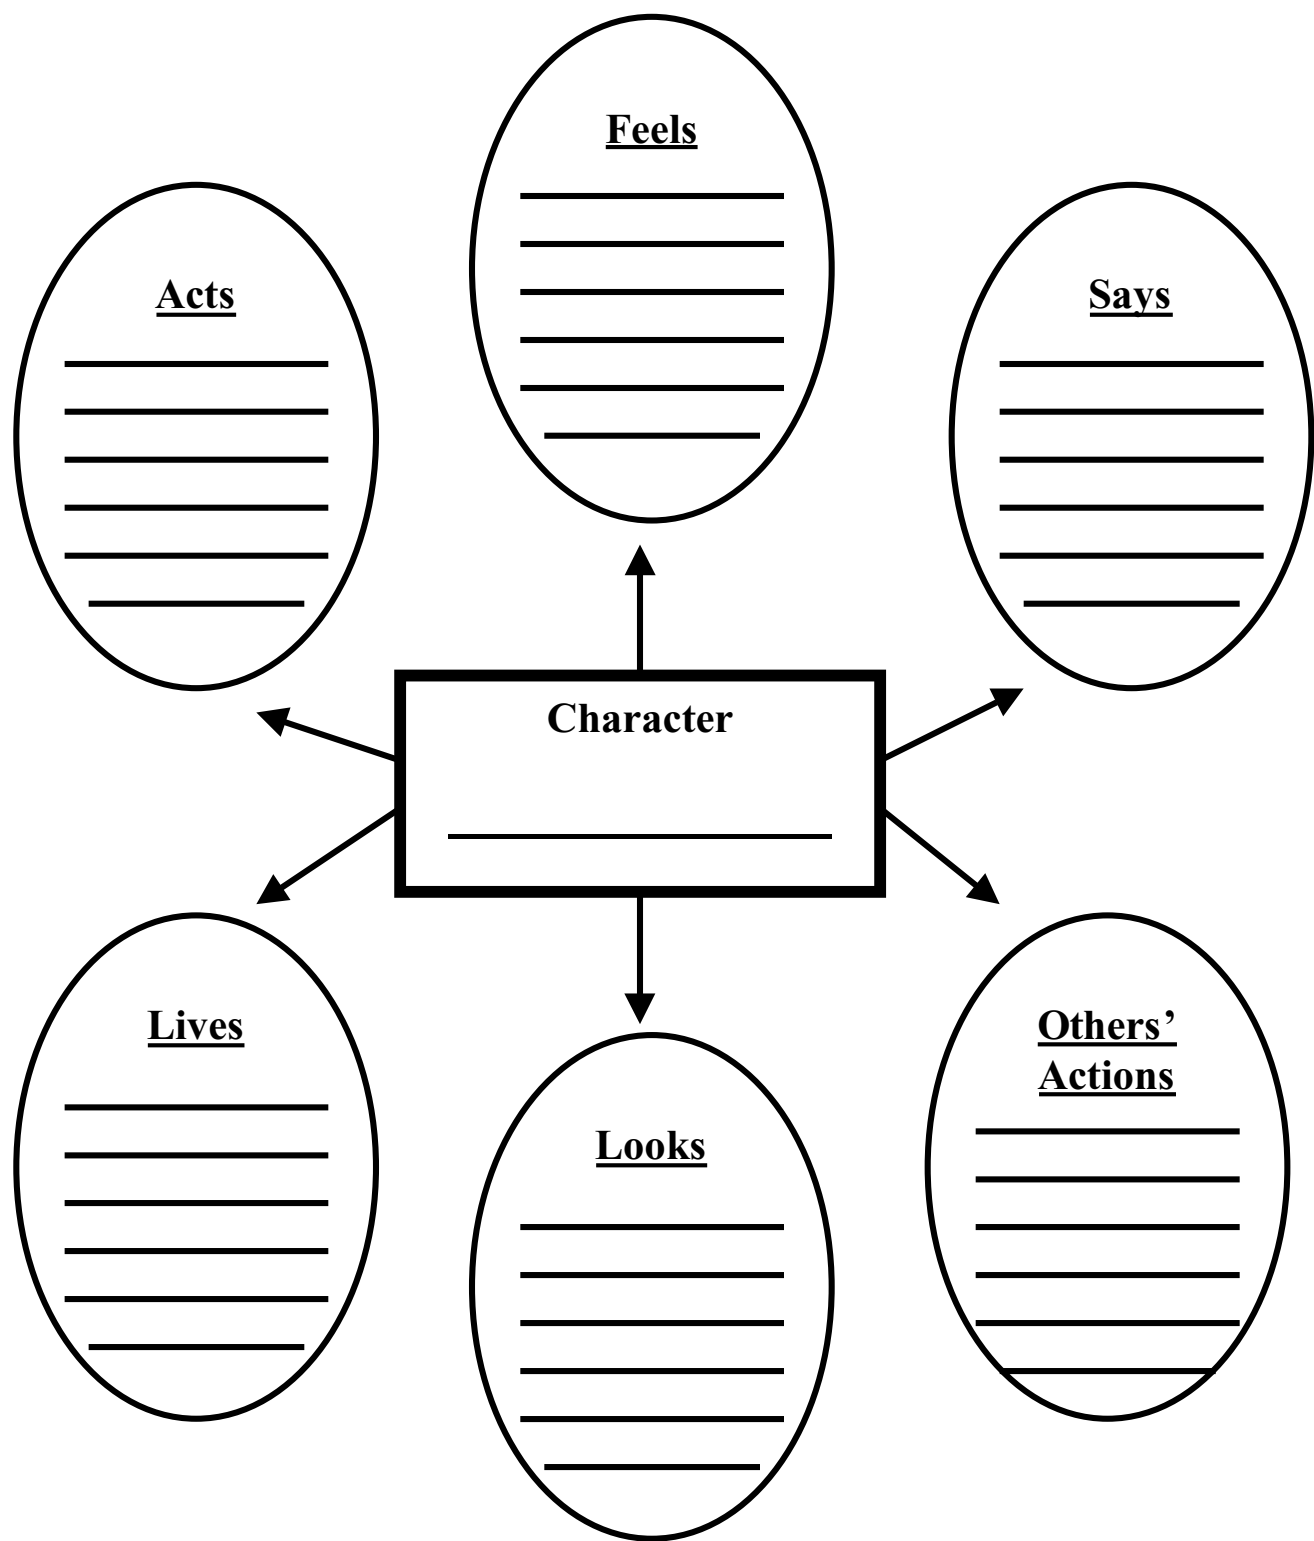 Feels
Acts
Says
Character
Lives
Looks
Others’
Actions